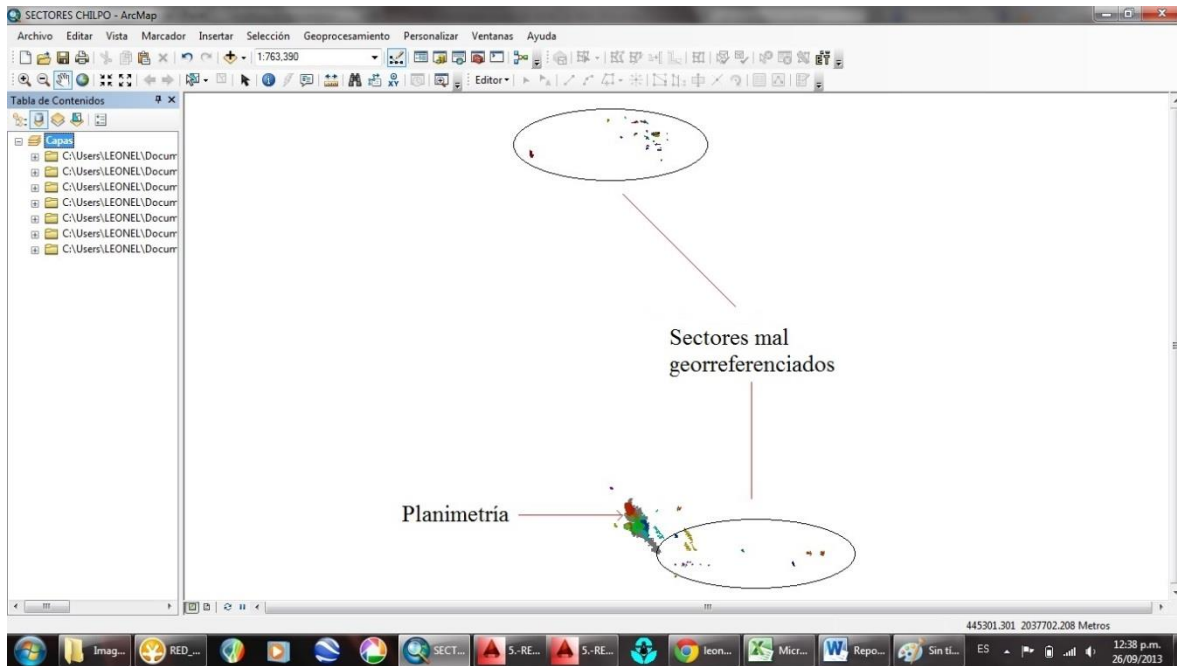 SECTORES CHILPO - ArcMap
Archivo Editar Vista Marcador Insertar Selección Geoprocesamiento Personalizar Ventanas Ayuda
1:763,390
Editor
Tabla de Contenidos
Capas
C:\Users\LEONEL\Docum
C:\Users\LEONEL\Docum
C:\Users\LEONEL\Docum
C:\Users\LEONEL\Docum
C:\Users\LEONEL\Docum
C:\Users\LEONEL\Docum
C:\Users\LEONEL\Docum
Sectores mal
georreferenciados
Planimetría
445301.301 2037702.208 Metros
Imag... RED_... SECT... 5.-RE... 5.-RE... leon... Micr... Repo... Sin tí... ES 12:38 p.m.
26/09/2013